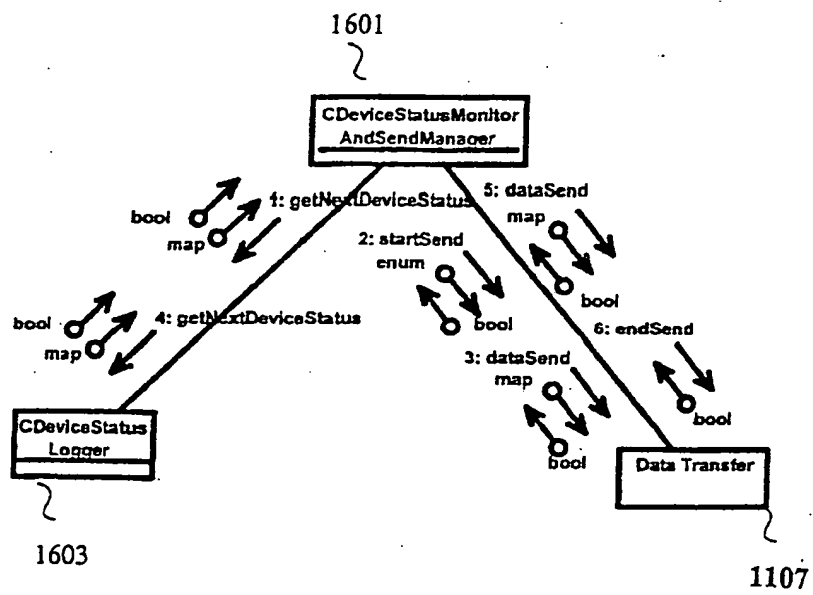 1601
CDeviceStatusMonitor
AndSendManager
1: getNextDeviceStatus
bool
map
5: dataSend
map
bool
2: startSend
enum
bool
4: getNextDeviceStatus
bool
map
6: endSend
bool
3: dataSend
map
bool
CDeviceStatus
Logger
Data Transfer
1603
1107